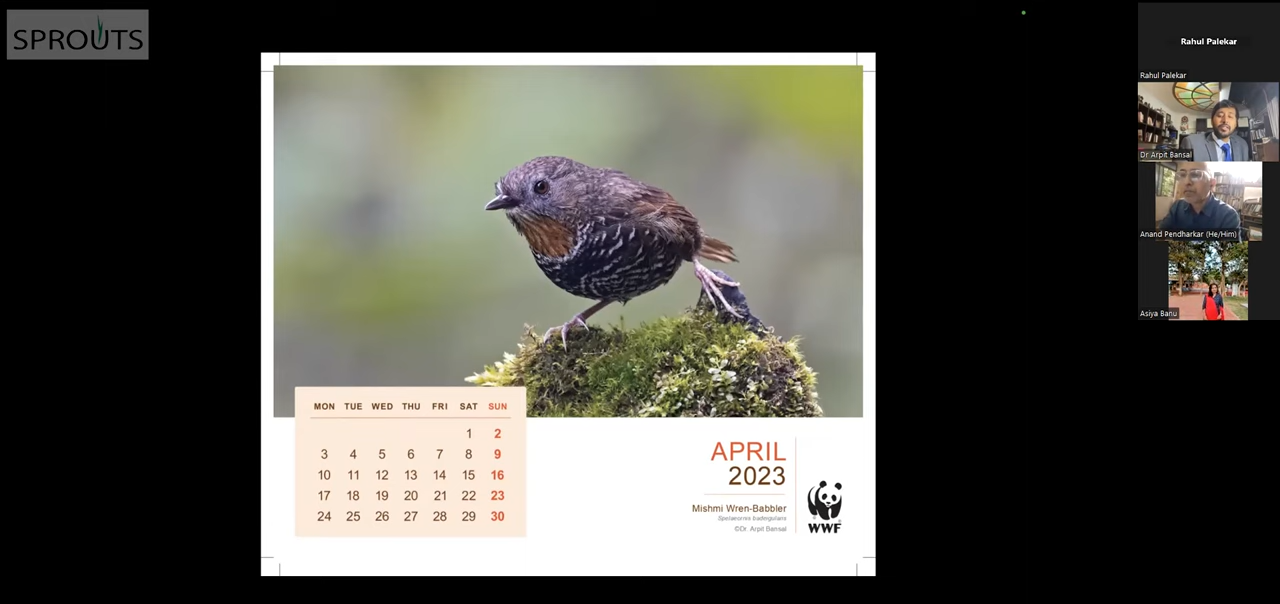 SPROUTS
Rahul Palekar
Rahul Palekar
Dr Arpit Bansal
Anand Pendharkar (He/Him)
Asiya Banu
MON TUE WED THU FRI SAT SUN
1 2
3 4 5 6 7 8 9
10 11 12 13 14 15 16
17 18 19 20 21 22 23
24 25 26 27 28 29 30
APRIL
2023
Mishmi Wren-Babbler
Spelaeornis badeigularis
©Dr. Arpit Bansal
WWF